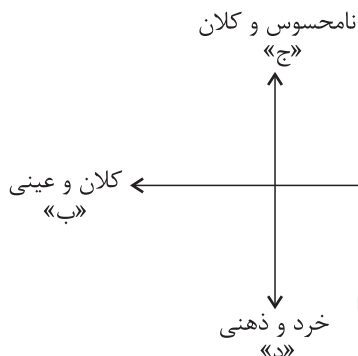 نامحسوس و کلان
«ج»
کلان و عینی
«ب»
خرد و ذهنی
«د»